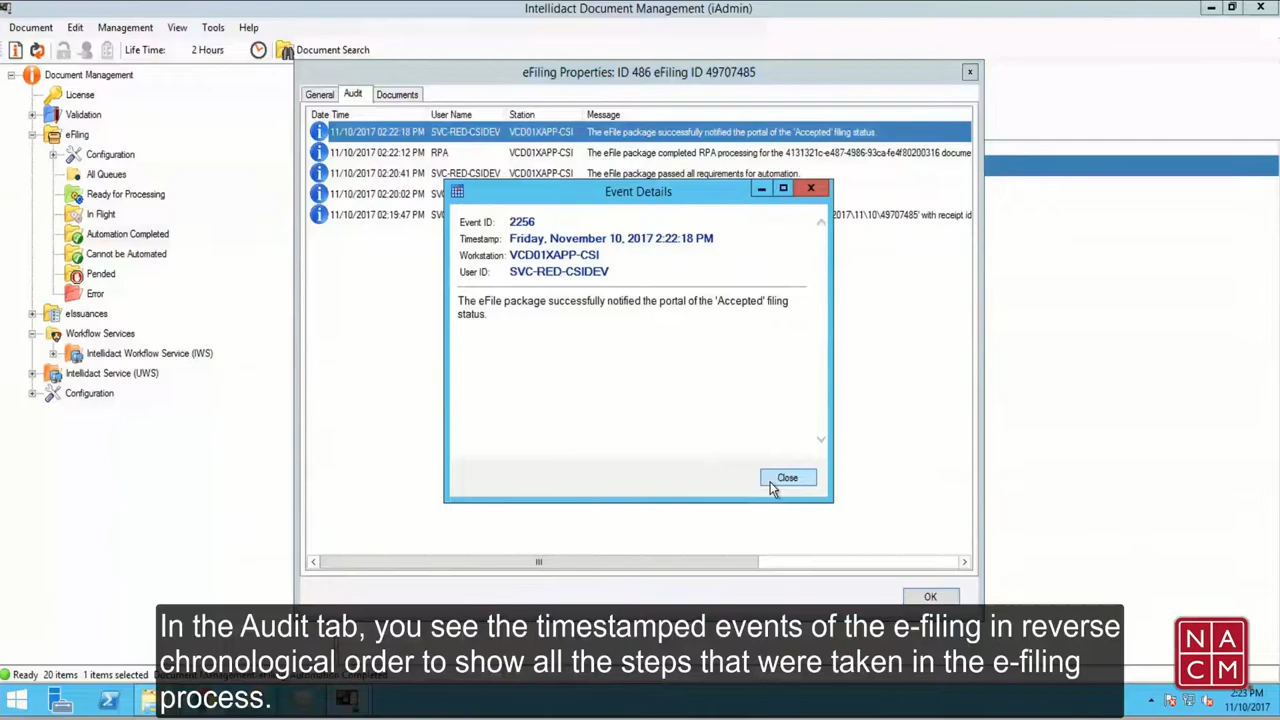 Intellidact Document Management (iAdmin)
Document Edit Management View Tools Help
Life Time: 2 Hours Document Search
Document Management
License
Validation
eFiling
Configuration
All Queues
Ready for Processing
In Flight
Automation Completed
Cannot be Automated
Pended
Error
eIssuances
Workflow Services
Intellidact Workflow Service (IWS)
Intellidact Service (UWS)
Configuration
eFiling Properties: ID 486 eFiling ID 49707485
General Audit Documents
Date Time User Name Station Message
11/10/2017 02:22:18 PM SVC-RED-CSIDEV VCD01XAPP-CSI The eFile package successfully notified the portal of the 'Accepted' filing status.
11/10/2017 02:22:12 PM RPA VCD01XAPP-CSI The eFile package completed RPA processing for the 4131321c-e487-4986-93ca-fe4f80200316 docume
11/10/2017 02:20:41 PM SVC-RED-CSIDEV VCD01XAPP-CSI The eFile package passed all requirements for automation.
11/10/2017 02:20:02 PM
11/10/2017 02:19:47 PM 2017\11\10\49707485' with receipt id
Event Details
Event ID: 2256
Timestamp: Friday, November 10, 2017 2:22:18 PM
Workstation: VCD01XAPP-CSI
User ID: SVC-RED-CSIDEV
The eFile package successfully notified the portal of the 'Accepted' filing
status.
Close
OK
In the Audit tab, you see the timestamped events of the e-filing in reverse
chronological order to show all the steps that were taken in the e-filing
process.
NACM
Ready 20 items 1 items selected
2:23 PM
11/10/2017